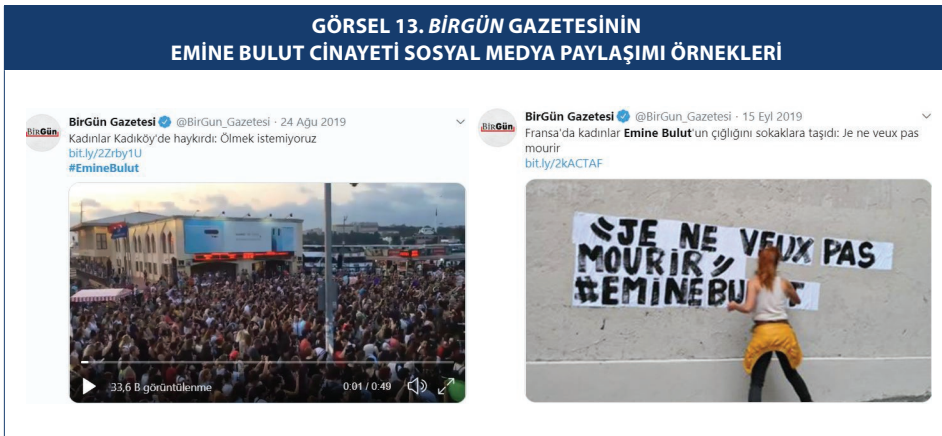 GÖRSEL 13. BİRGÜN GAZETESİNİN
EMİNE BULUT CİNAYETİ SOSYAL MEDYA PAYLAŞIMI ÖRNEKLERİ
BirGün
BirGün Gazetesi @BirGun_Gazetesi · 24 Ağu 2019
Kadınlar Kadıköy'de haykırdı: Ölmek istemiyoruz
bit.ly/2Zrby1U
#EmineBulut
33,6 B görüntülenme 0:01 / 0:49
BirGün
BirGün Gazetesi @BirGun_Gazetesi · 15 Eyl 2019
Fransa'da kadınlar Emine Bulut'un çığlığını sokaklara taşıdı: Je ne veux pas
mourir
bit.ly/2kACTAF
"JE NE VEUX PAS
MOURIR"
#EMINEBU T